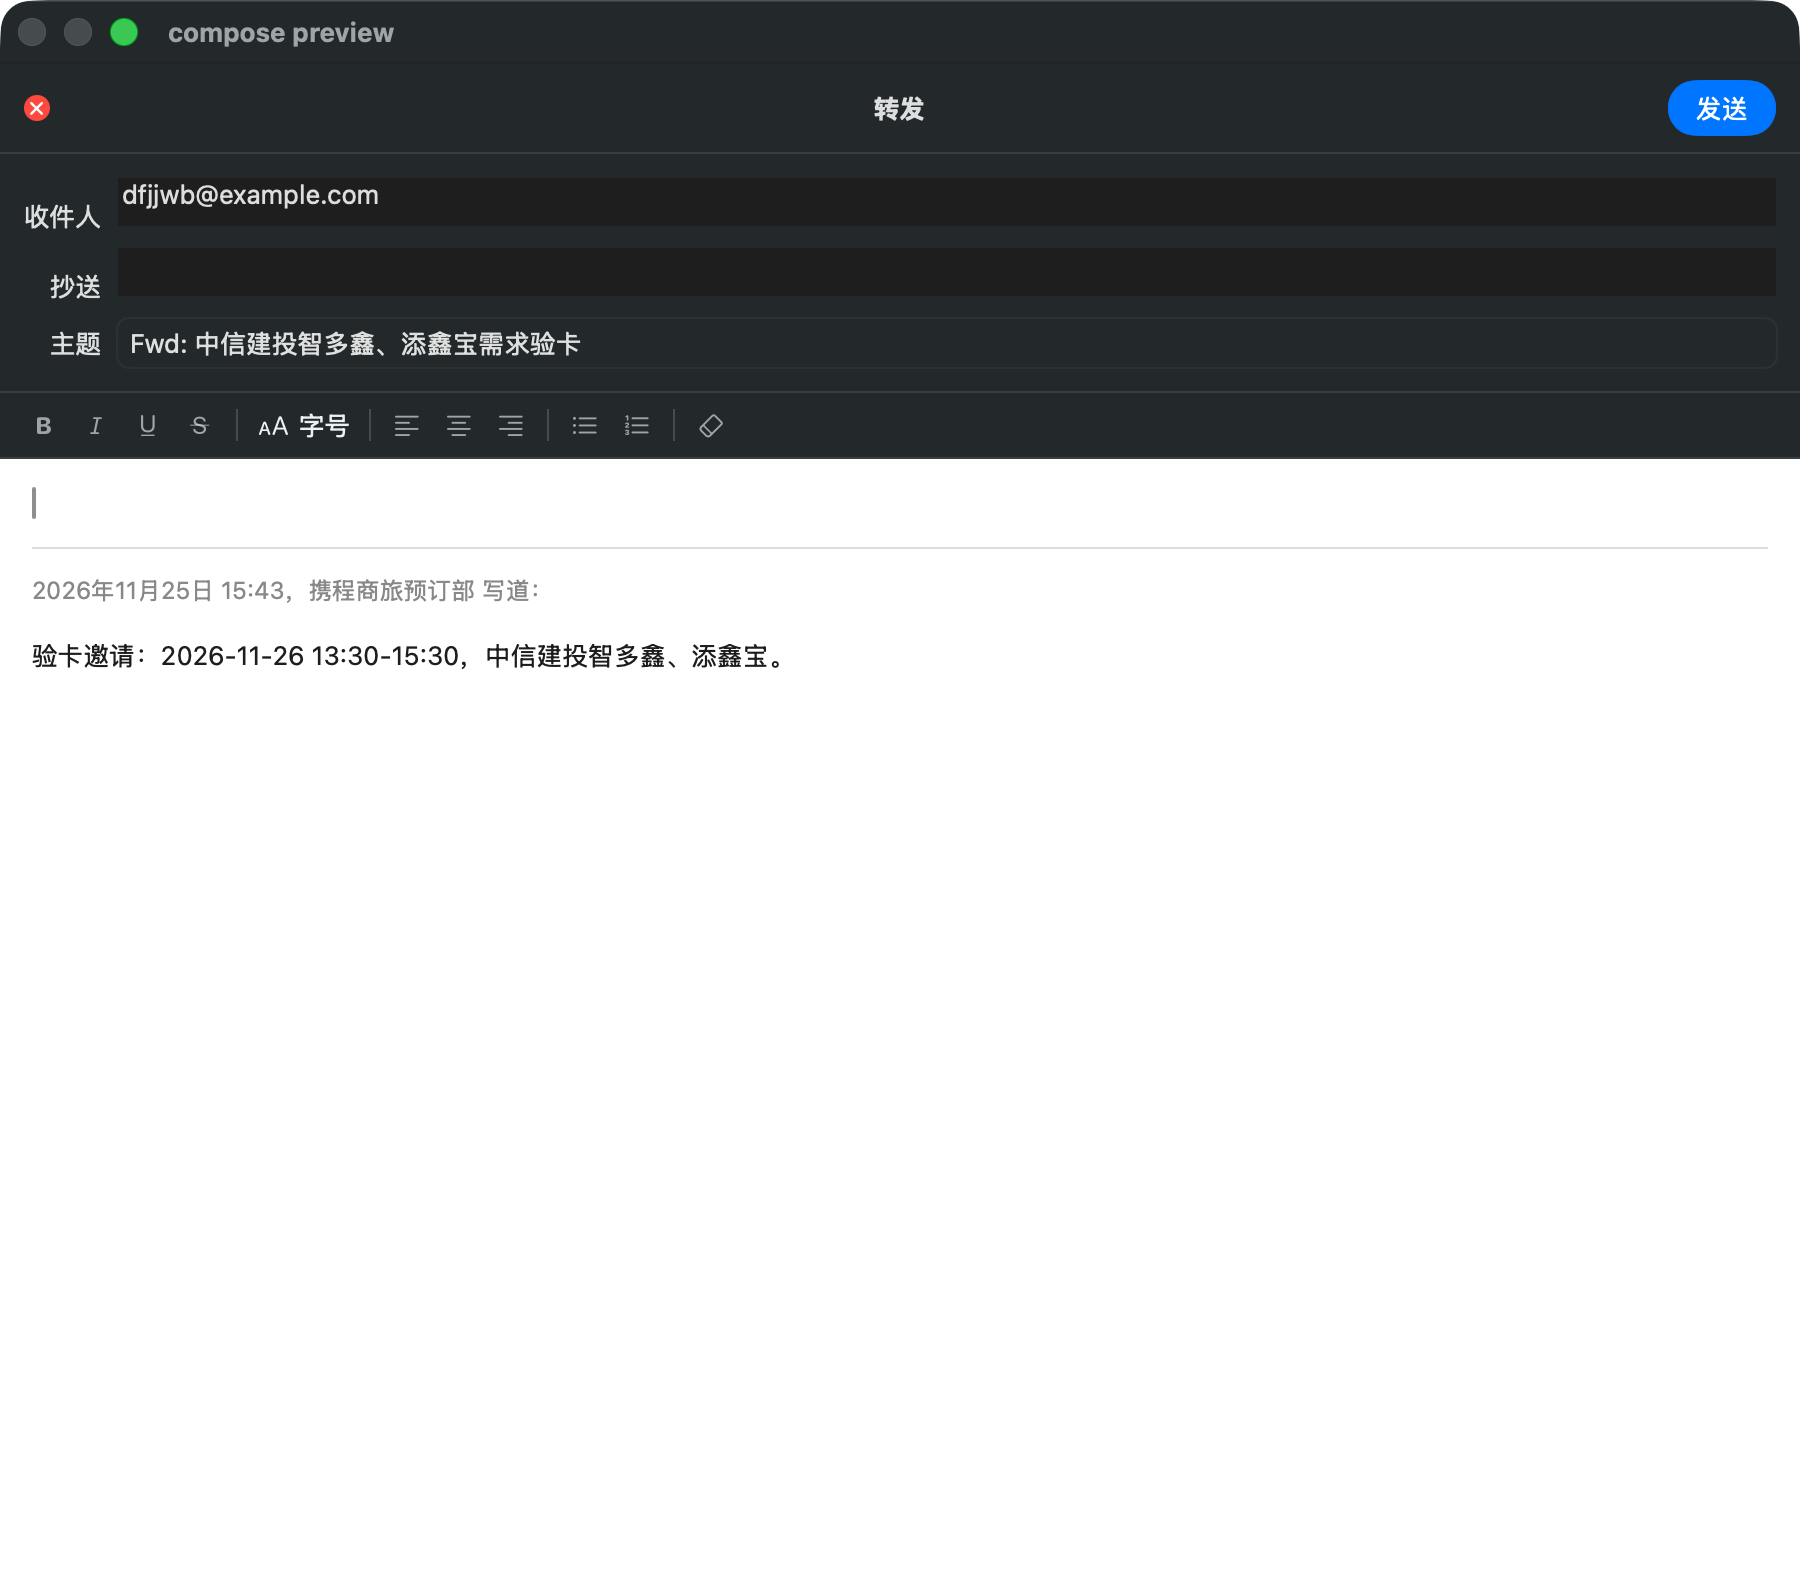 compose preview
转发
发送
收件人 dfjjwb@example.com
抄送
主题 Fwd: 中信建投智多鑫、添鑫宝需求验卡
B I U S AA 字号
2026年11月25日 15:43，携程商旅预订部 写道：
验卡邀请：2026-11-26 13:30-15:30，中信建投智多鑫、添鑫宝。